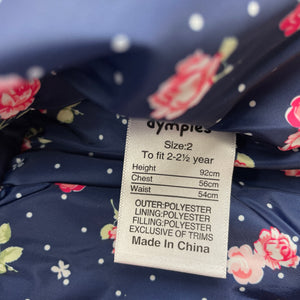 dymples
Size:2
To fit 2-2½ year
Height 92cm
Chest 56cm
Waist 54cm
OUTER:POLYESTER
LINING:POLYESTER
FILLING:POLYESTER
EXCLUSIVE OF TRIMS
Made In China